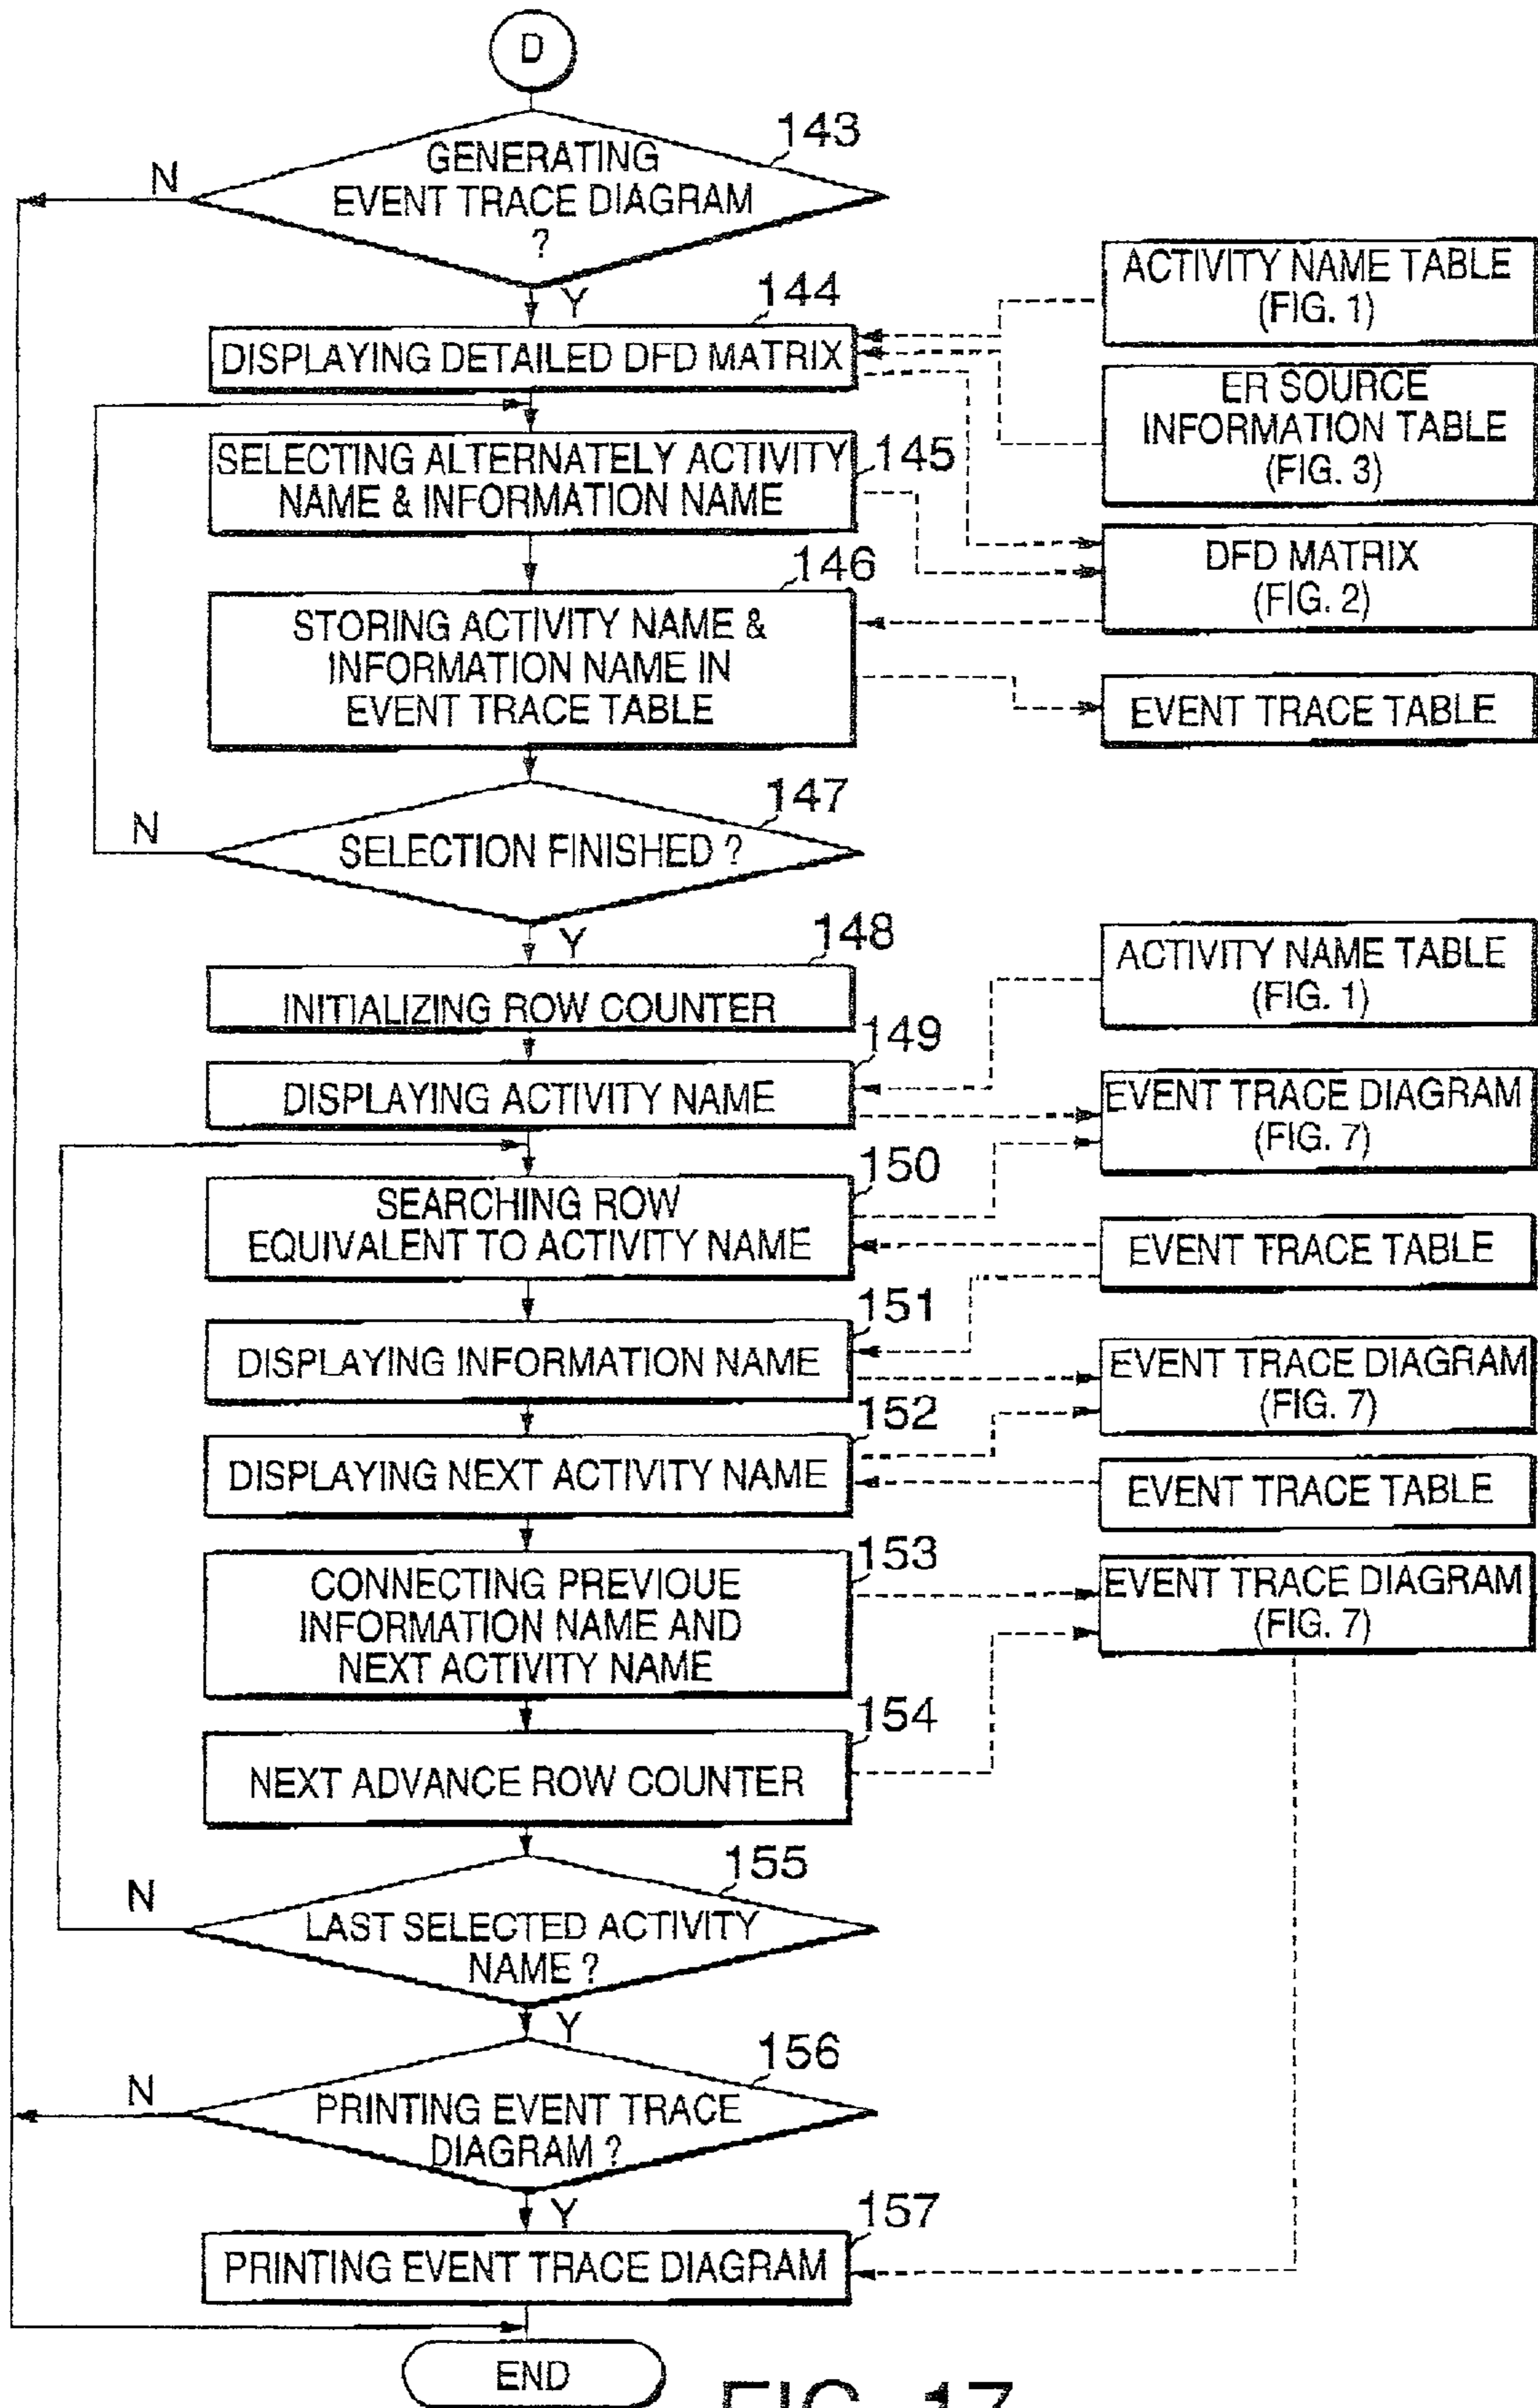 D
143
GENERATING
EVENT TRACE DIAGRAM
?
N
Y
144
DISPLAYING DETAILED DFD MATRIX
ACTIVITY NAME TABLE
(FIG. 1)
ER SOURCE
INFORMATION TABLE
(FIG. 3)
SELECTING ALTERNATELY ACTIVITY
NAME & INFORMATION NAME
145
DFD MATRIX
(FIG. 2)
146
STORING ACTIVITY NAME &
INFORMATION NAME IN
EVENT TRACE TABLE
EVENT TRACE TABLE
147
N
SELECTION FINISHED ?
Y
148
INITIALIZING ROW COUNTER
ACTIVITY NAME TABLE
(FIG. 1)
149
DISPLAYING ACTIVITY NAME
EVENT TRACE DIAGRAM
(FIG. 7)
150
SEARCHING ROW
EQUIVALENT TO ACTIVITY NAME
EVENT TRACE TABLE
151
DISPLAYING INFORMATION NAME
EVENT TRACE DIAGRAM
(FIG. 7)
152
DISPLAYING NEXT ACTIVITY NAME
EVENT TRACE TABLE
153
CONNECTING PREVIOUE
INFORMATION NAME AND
NEXT ACTIVITY NAME
EVENT TRACE DIAGRAM
(FIG. 7)
154
NEXT ADVANCE ROW COUNTER
155
N
LAST SELECTED ACTIVITY
NAME ?
Y
156
N
PRINTING EVENT TRACE
DIAGRAM ?
Y
157
PRINTING EVENT TRACE DIAGRAM
END
FIG. 17